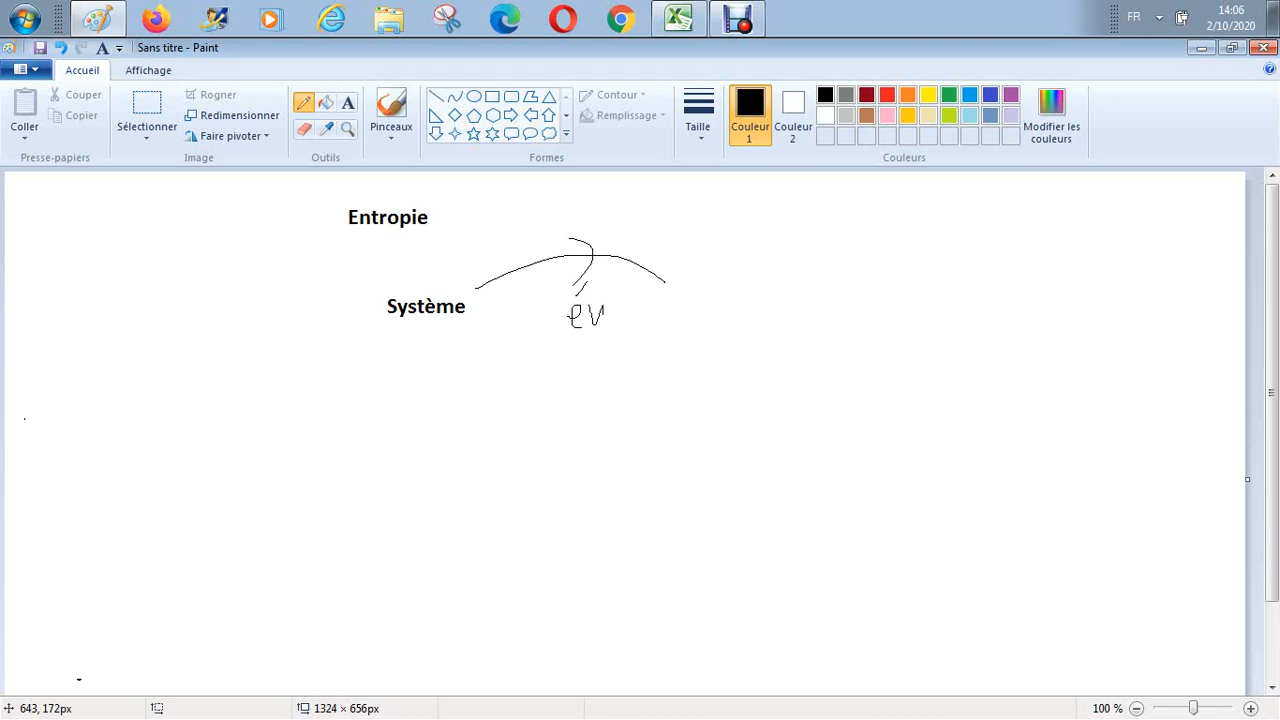 FR
14:06
2/10/2020
Sans titre - Paint
Accueil
Affichage
Coller
Couper
Copier
Presse-papiers
Sélectionner
Rogner
Redimensionner
Faire pivoter
Image
A
Outils
Pinceaux
Contour
Remplissage
Formes
Taille
Couleur 1
Couleur 2
Modifier les couleurs
Couleurs
Entropie
Système
ev
643, 172px
1324 × 656px
100 %